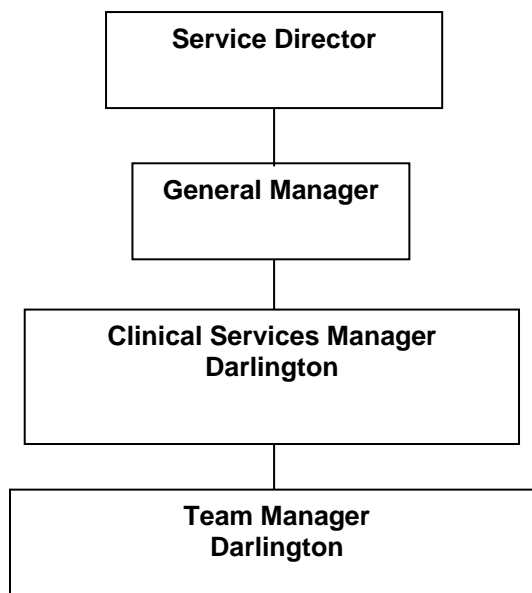 Service Director
General Manager
Clinical Services Manager
Darlington
Team Manager
Darlington